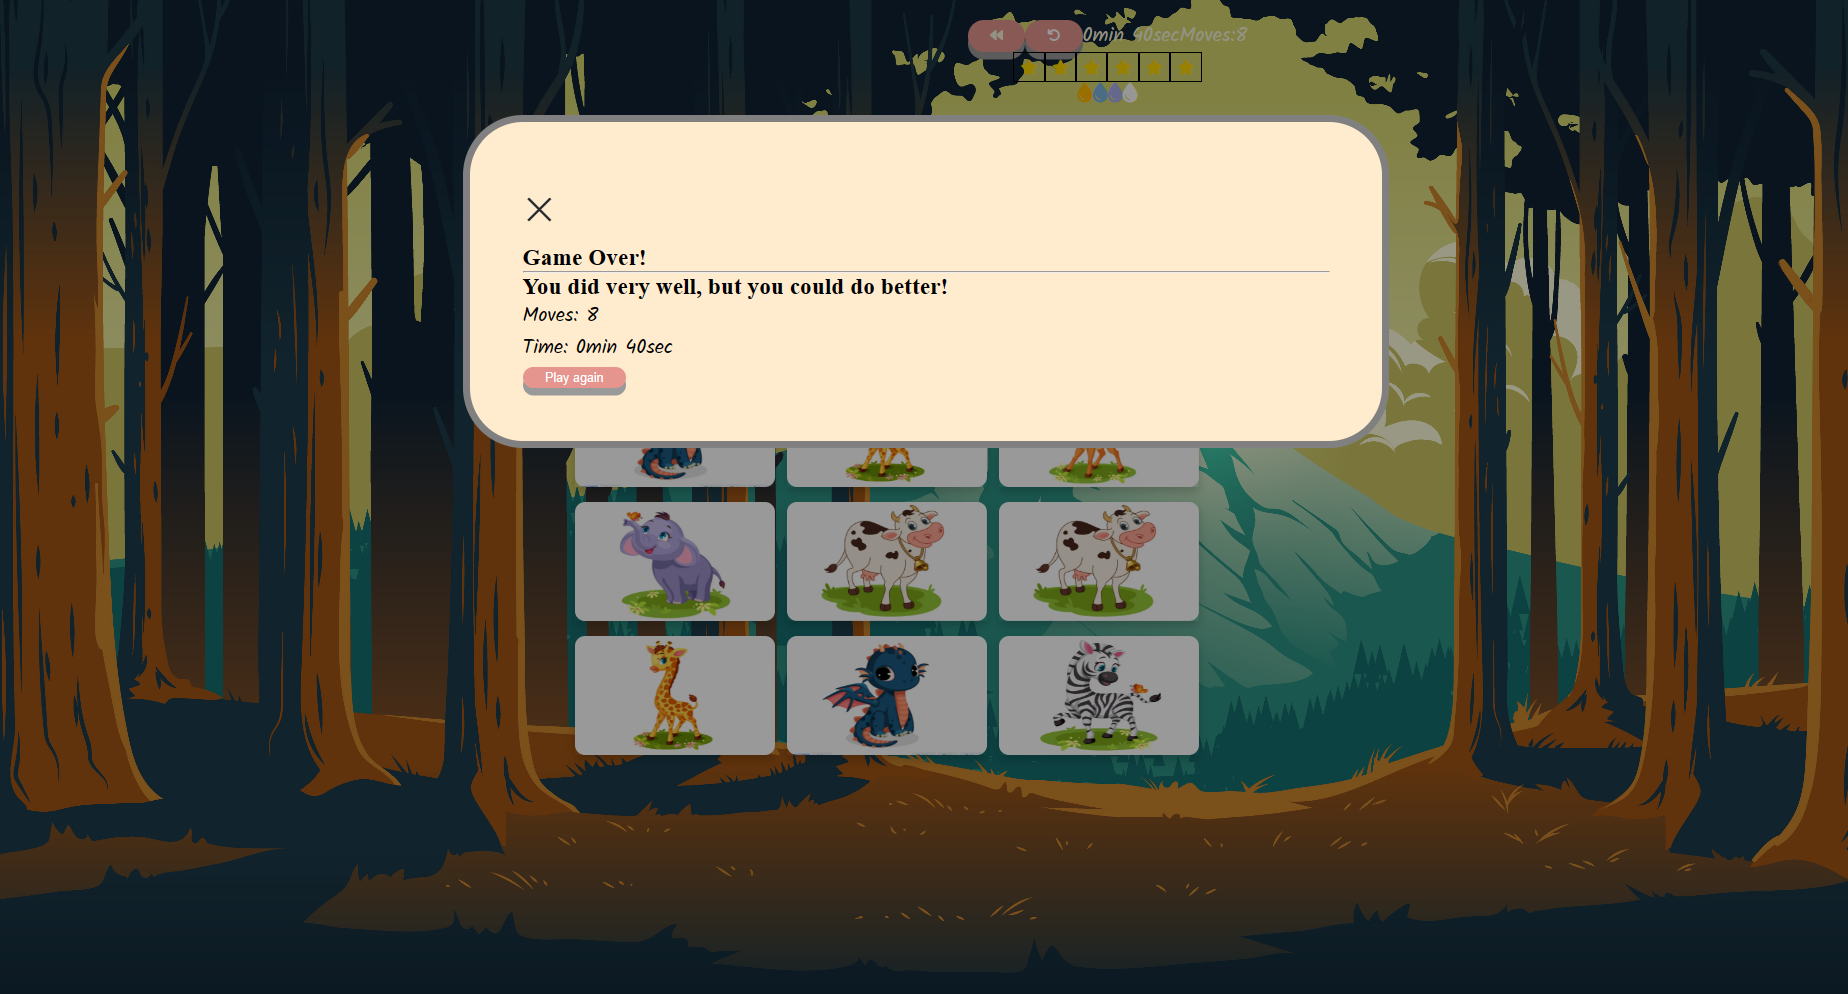 0min 40secMoves:8
Game Over!
You did very well, but you could do better!
Moves: 8
Time: 0min 40sec
Play again